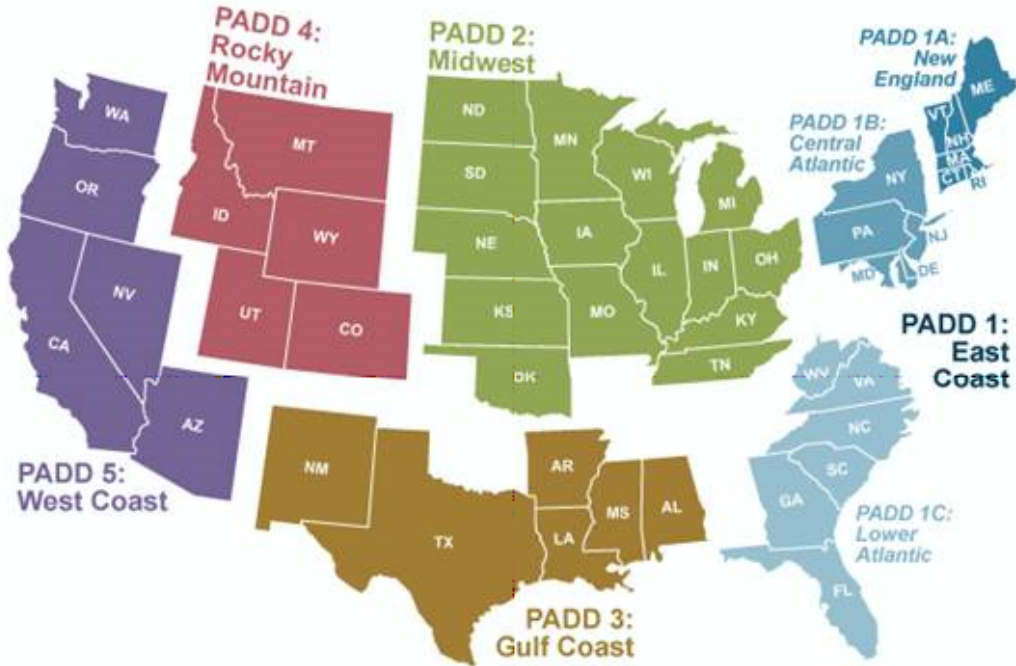 PADD 4:
Rocky
Mountain
PADD 2:
Midwest
PADD 1A:
New
England
PADD 1B:
Central
Atlantic
WA
OR
CA
NV
AZ
PADD 5:
West Coast
MT
ID
WY
UT
CO
ND
SD
NE
KS
OK
MN
IA
MO
WI
IL
MI
IN
OH
KY
TN
ME
VT
NH
MA
CT
RI
NY
PA
NJ
MD
DE
PADD 1:
East
Coast
WV
VA
NC
SC
GA
FL
PADD 1C:
Lower
Atlantic
NM
TX
AR
LA
MS
AL
PADD 3:
Gulf Coast